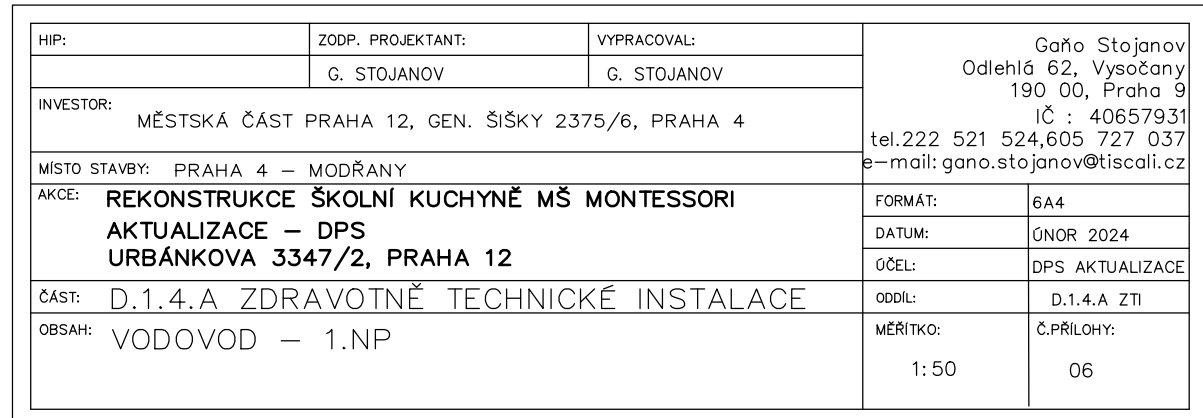 HIP: ZODP. PROJEKTANT: VYPRACOVAL:
G. STOJANOV G. STOJANOV
Gaňo Stojanov
Odlehlá 62, Vysočany
190 00, Praha 9
IČ : 40657931
tel.222 521 524,605 727 037
e-mail: gano.stojanov@tiscali.cz
INVESTOR:
MĚSTSKÁ ČÁST PRAHA 12, GEN. ŠIŠKY 2375/6, PRAHA 4
MÍSTO STAVBY: PRAHA 4 – MODŘANY
AKCE: REKONSTRUKCE ŠKOLNÍ KUCHYNĚ MŠ MONTESSORI
AKTUALIZACE – DPS
URBÁNKOVA 3347/2, PRAHA 12
FORMÁT: 6A4
DATUM: ÚNOR 2024
ÚČEL: DPS AKTUALIZACE
ČÁST: D.1.4.A ZDRAVOTNĚ TECHNICKÉ INSTALACE
ODDÍL: D.1.4.A ZTI
OBSAH: VODOVOD – 1.NP
MĚŘÍTKO: Č.PŘÍLOHY:
1:50 06